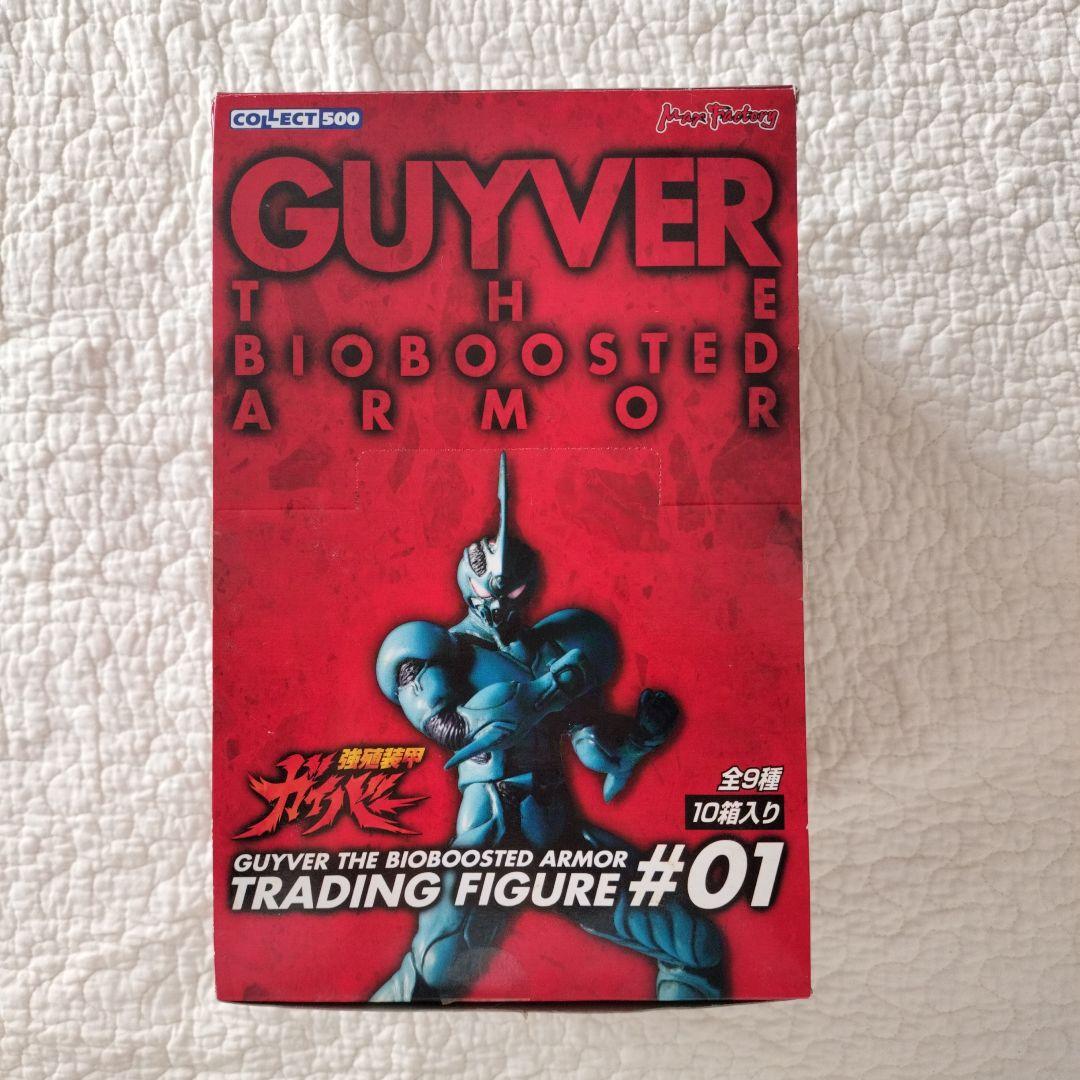 COLLECT 500
Max Factory
GUYVER
THE
BIOBOOSTED
ARMOR
強殖装甲
ガイバー
全9種
10箱入り
GUYVER THE BIOBOOSTED ARMOR
TRADING FIGURE #01